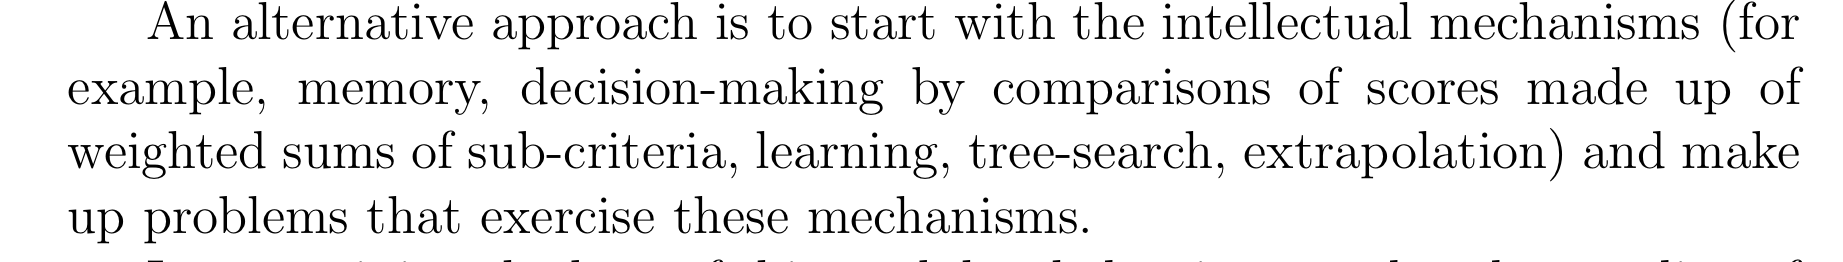 An alternative approach is to start with the intellectual mechanisms (for
example, memory, decision-making by comparisons of scores made up of
weighted sums of sub-criteria, learning, tree-search, extrapolation) and make
up problems that exercise these mechanisms.